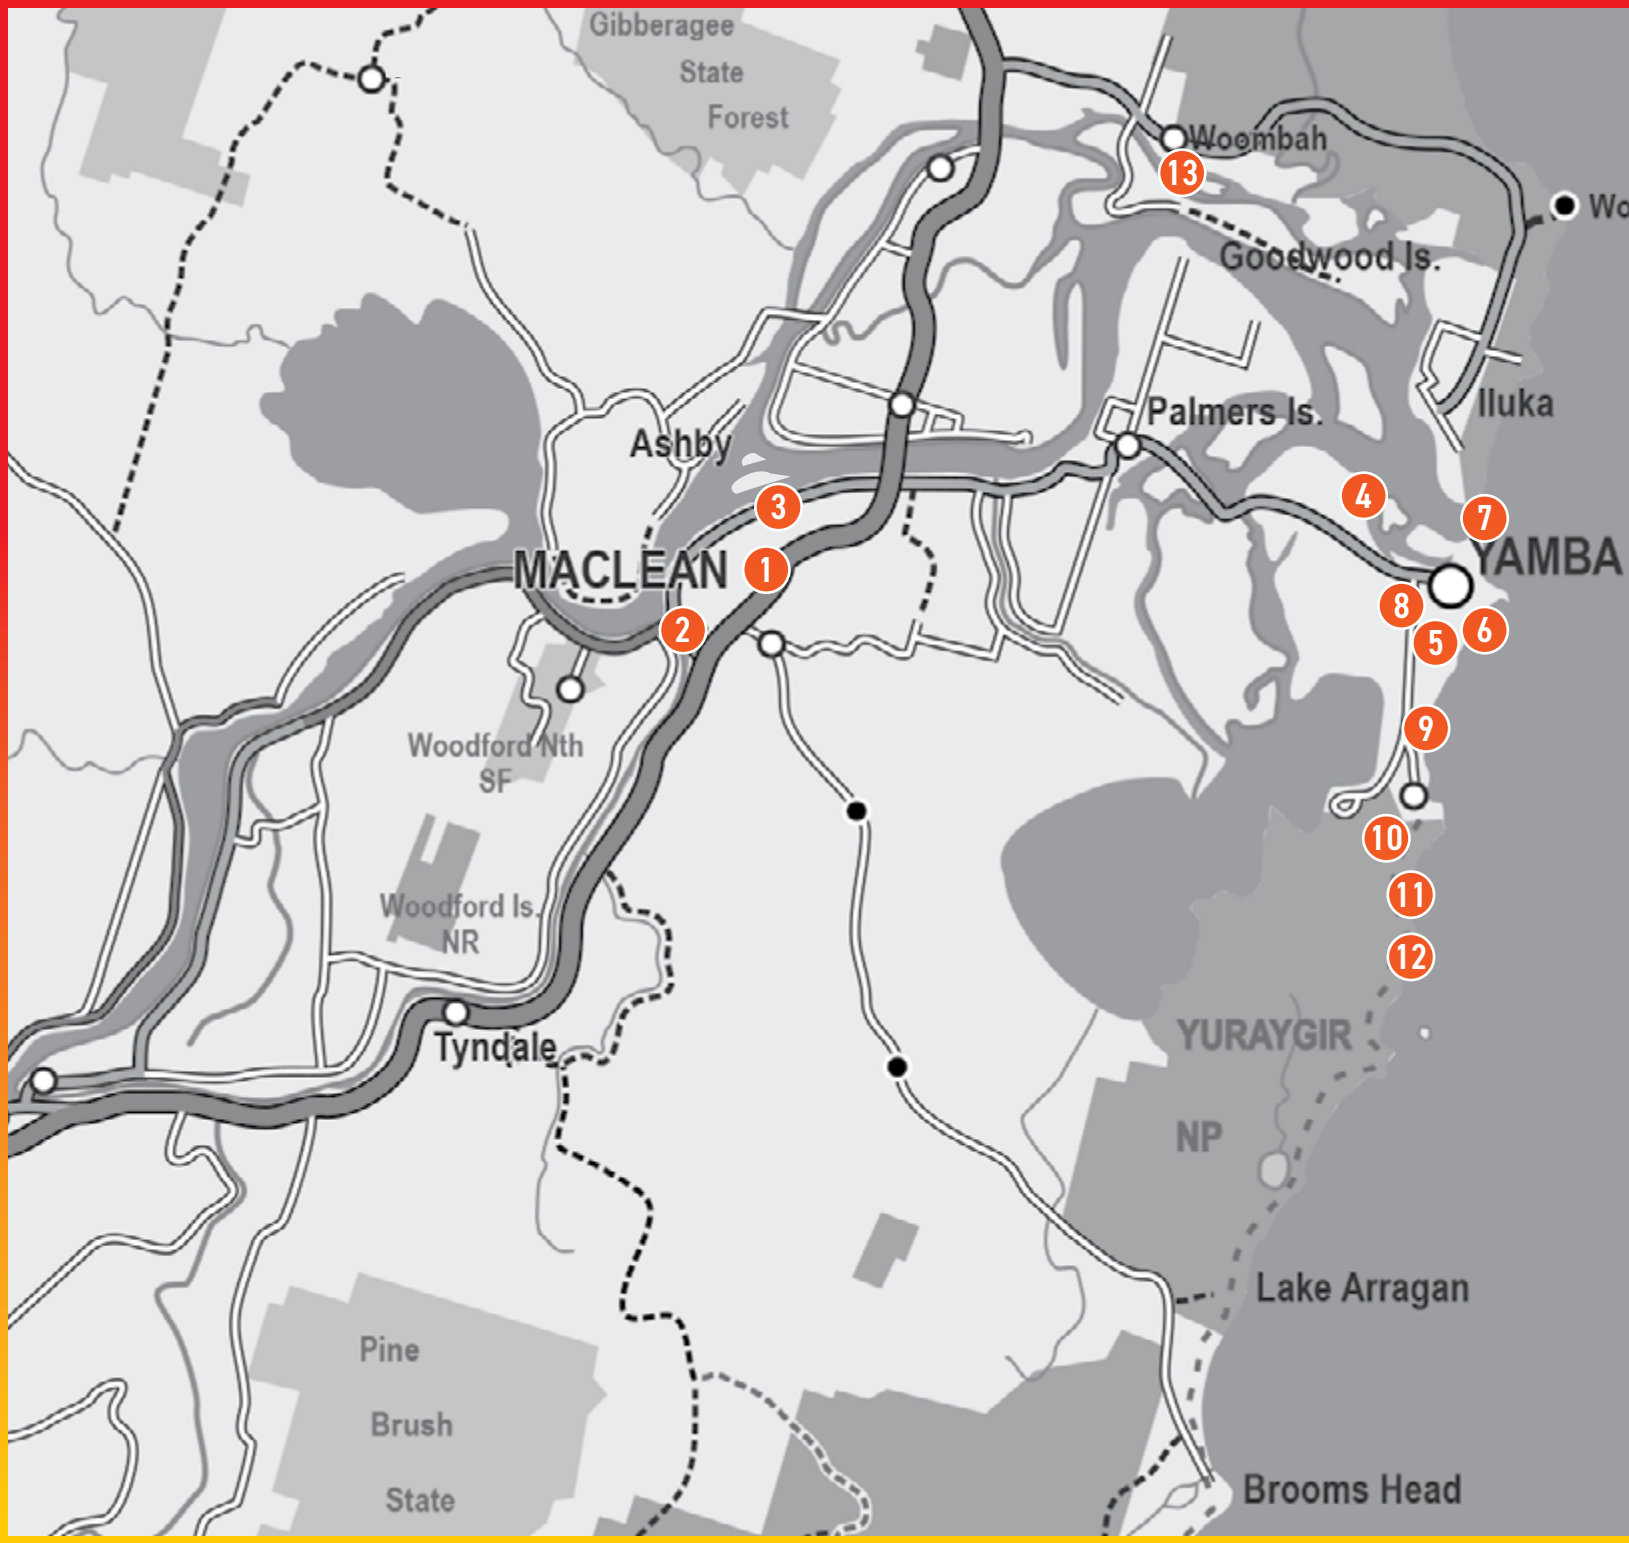 Gibberagee
State
Forest
Woombah
13
Wo
Goodwood Is.
Palmers Is.
Iluka
Ashby
3
4
7
MACLEAN
1
YAMBA
2
8
5
6
Woodford Nth
SF
9
10
Woodford Is.
NR
11
12
Tyndale
YURAYGIR
NP
Lake Arragan
Pine
Brush
State
Brooms Head